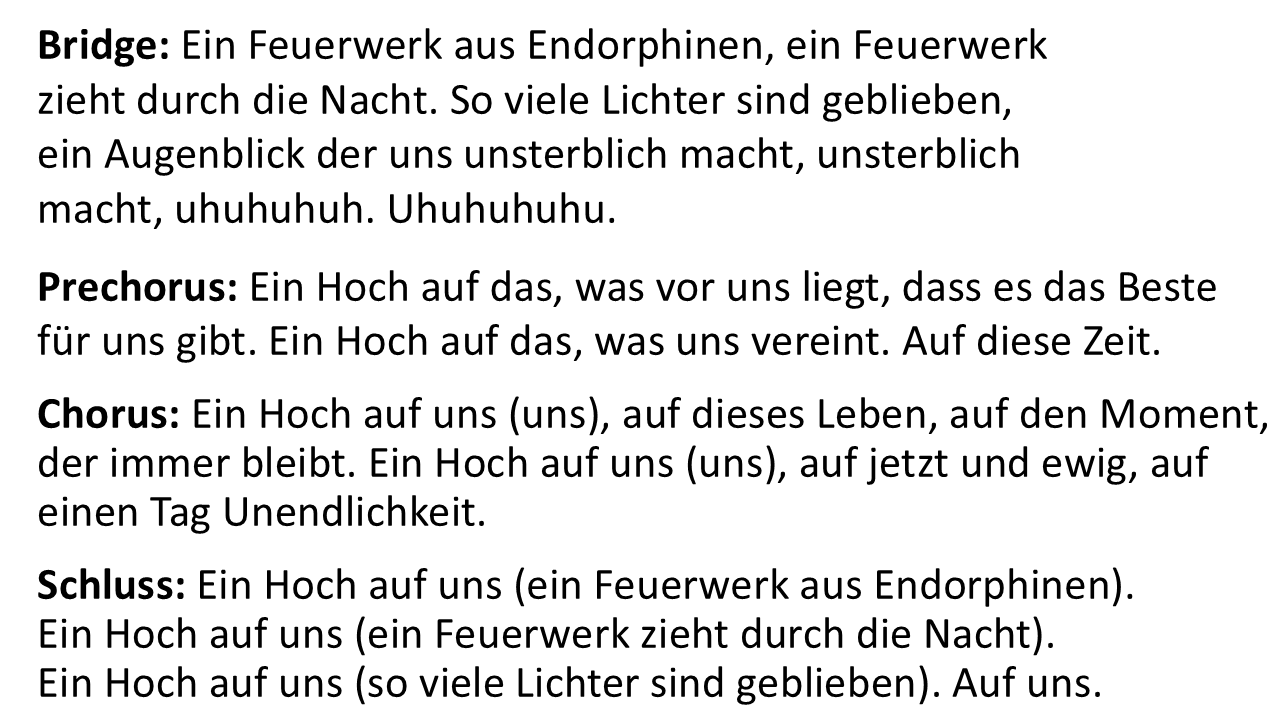 Bridge: Ein Feuerwerk aus Endorphinen, ein Feuerwerk
zieht durch die Nacht. So viele Lichter sind geblieben,
ein Augenblick der uns unsterblich macht, unsterblich
macht, uhuhuhuh. Uhuhuhuhu.
Prechorus: Ein Hoch auf das, was vor uns liegt, dass es das Beste
für uns gibt. Ein Hoch auf das, was uns vereint. Auf diese Zeit.
Chorus: Ein Hoch auf uns (uns), auf dieses Leben, auf den Moment,
der immer bleibt. Ein Hoch auf uns (uns), auf jetzt und ewig, auf
einen Tag Unendlichkeit.
Schluss: Ein Hoch auf uns (ein Feuerwerk aus Endorphinen).
Ein Hoch auf uns (ein Feuerwerk zieht durch die Nacht).
Ein Hoch auf uns (so viele Lichter sind geblieben). Auf uns.